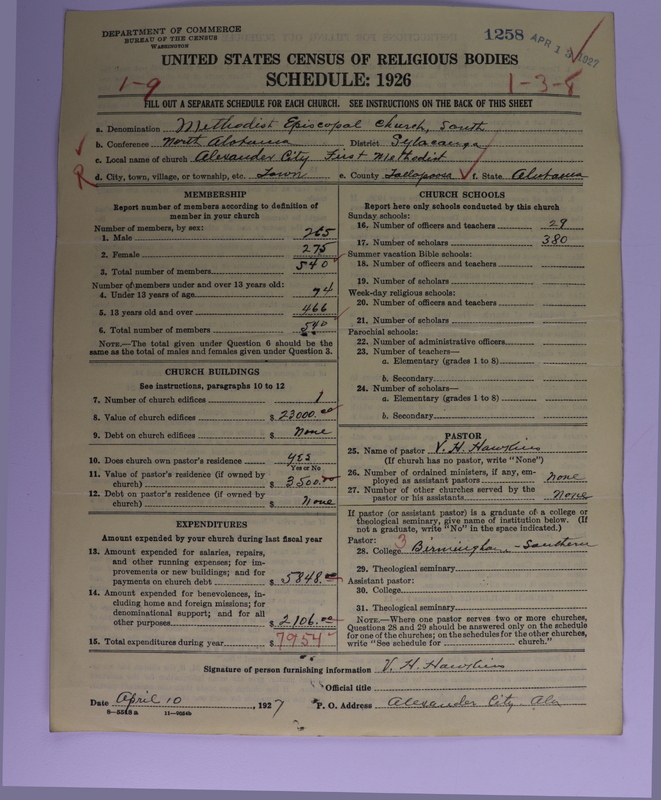 DEPARTMENT OF COMMERCE
BUREAU OF THE CENSUS
WASHINGTON
1258 APR 13 1927
UNITED STATES CENSUS OF RELIGIOUS BODIES
SCHEDULE: 1926
1-9
1-3-8
FILL OUT A SEPARATE SCHEDULE FOR EACH CHURCH. SEE INSTRUCTIONS ON THE BACK OF THIS SHEET
a. Denomination Methodist Episcopal Church, South
b. Conference North Alabama District Sylacauga
c. Local name of church Alexander City First Methodist
R
d. City, town, village, or township, etc. Town e. County Tallapoosa f. State Alabama
MEMBERSHIP
Report number of members according to definition of
member in your church
Number of members, by sex:
1. Male 265
2. Female 275
3. Total number of members 540
Number of members under and over 13 years old:
4. Under 13 years of age 74
5. 13 years old and over 466
6. Total number of members 540
NOTE.—The total given under Question 6 should be the
same as the total of males and females given under Question 3.
CHURCH BUILDINGS
See instructions, paragraphs 10 to 12
7. Number of church edifices 1
8. Value of church edifices $ 23000.00
9. Debt on church edifices $ None
10. Does church own pastor's residence yes
Yes or No
11. Value of pastor's residence (if owned by
church) $ 3500.00
12. Debt on pastor's residence (if owned by
church) $ None
EXPENDITURES
Amount expended by your church during last fiscal year
13. Amount expended for salaries, repairs,
and other running expenses; for im-
provements or new buildings; and for
payments on church debt $ 5848.00
14. Amount expended for benevolences, in-
cluding home and foreign missions; for
denominational support; and for all
other purposes $ 2106.00
15. Total expenditures during year $ 7954
CHURCH SCHOOLS
Report here only schools conducted by this church
Sunday schools:
16. Number of officers and teachers 29
17. Number of scholars 380
Summer vacation Bible schools:
18. Number of officers and teachers
19. Number of scholars
Week-day religious schools:
20. Number of officers and teachers
21. Number of scholars
Parochial schools:
22. Number of administrative officers
23. Number of teachers—
a. Elementary (grades 1 to 8)
b. Secondary
24. Number of scholars—
a. Elementary (grades 1 to 8)
b. Secondary
PASTOR
25. Name of pastor V. H. Hawkins
(If church has no pastor, write "None")
26. Number of ordained ministers, if any, em-
ployed as assistant pastors None
27. Number of other churches served by the
pastor or his assistants None
If pastor (or assistant pastor) is a graduate of a college or
theological seminary, give name of institution below. (If
not a graduate, write "No" in the space indicated.)
Pastor: 3
28. College Birmingham-Southern
29. Theological seminary
Assistant pastor:
30. College
31. Theological seminary
NOTE.—Where one pastor serves two or more churches,
Questions 28 and 29 should be answered only on the schedule
for one of the churches; on the schedules for the other churches,
write "See schedule for church."
Signature of person furnishing information V. H. Hawkins
Official title
Date April 10, 1927 P. O. Address Alexander City Ala